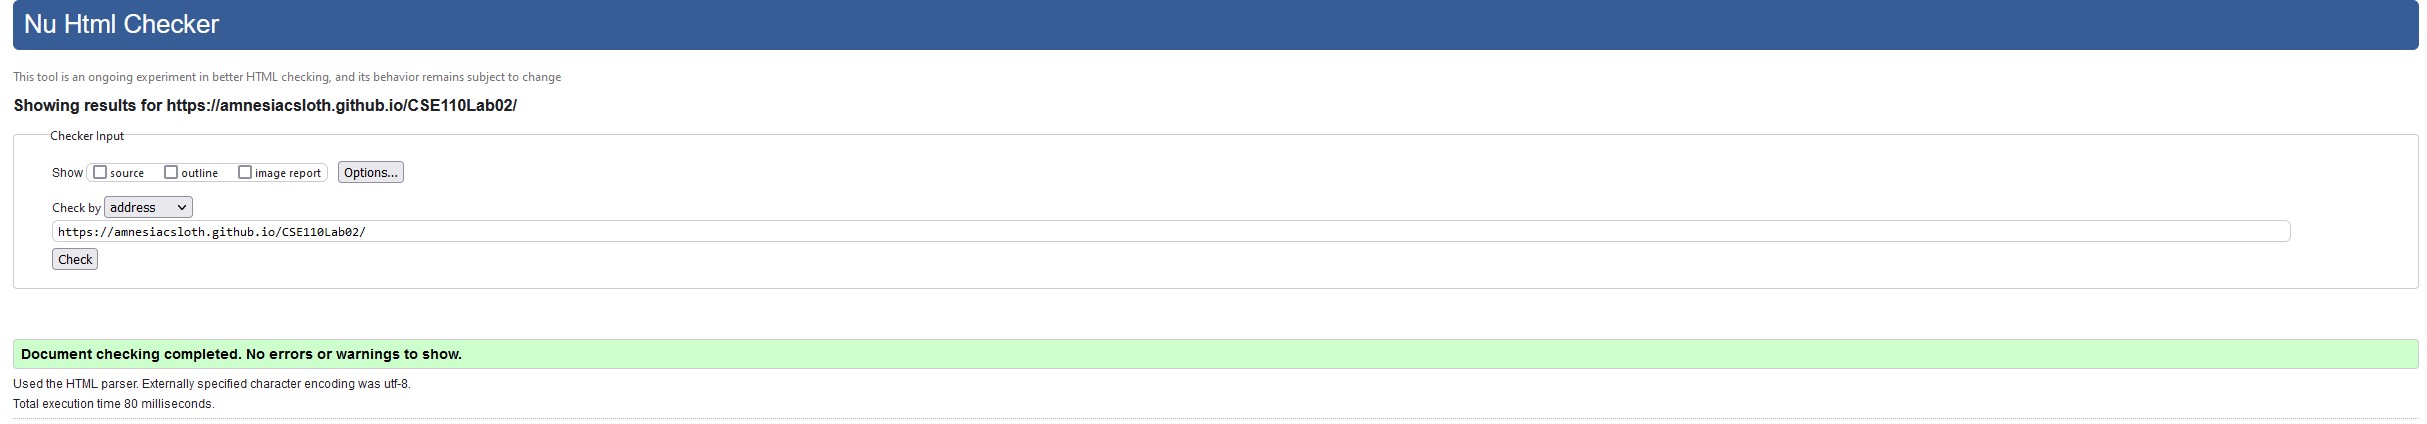 Nu Html Checker
This tool is an ongoing experiment in better HTML checking, and its behavior remains subject to change
Showing results for https://amnesiacsloth.github.io/CSE110Lab02/
Checker Input
Show source outline image report Options...
Check by address
https://amnesiacsloth.github.io/CSE110Lab02/
Check
Document checking completed. No errors or warnings to show.
Used the HTML parser. Externally specified character encoding was utf-8.
Total execution time 80 milliseconds.